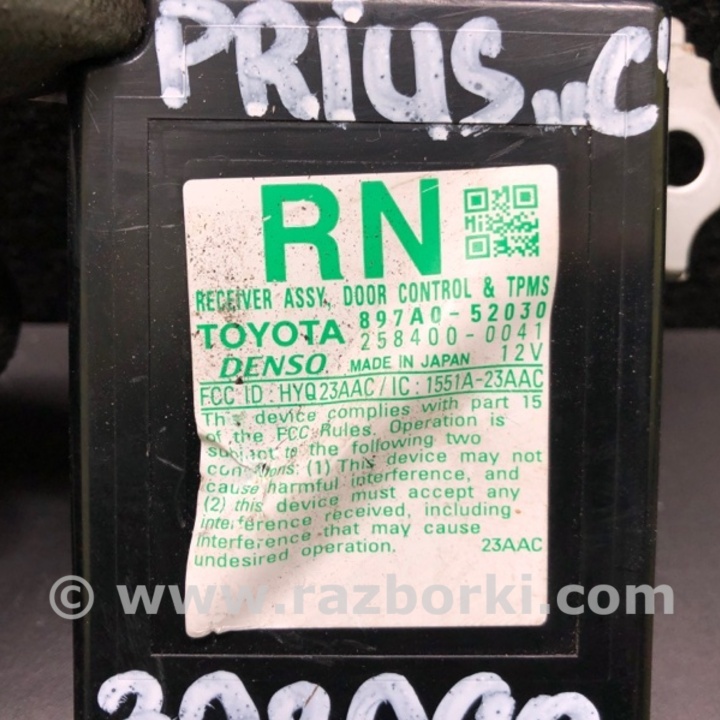 PRiUS „C"
RN
RECEIVER ASSY, DOOR CONTROL & TPMS
TOYOTA 897A0-52030
258400-0041
DENSO MADE IN JAPAN 12V
FCC ID : HYQ23AAC / IC : 1551A-23AAC
This device complies with part 15
of the FCC Rules. Operation is
subject to the following two
conditions: (1) This device may not
cause harmful interference, and
(2) this device must accept any
interference received, including
interference that may cause
undesired operation. 23AAC
© www.razborki.com